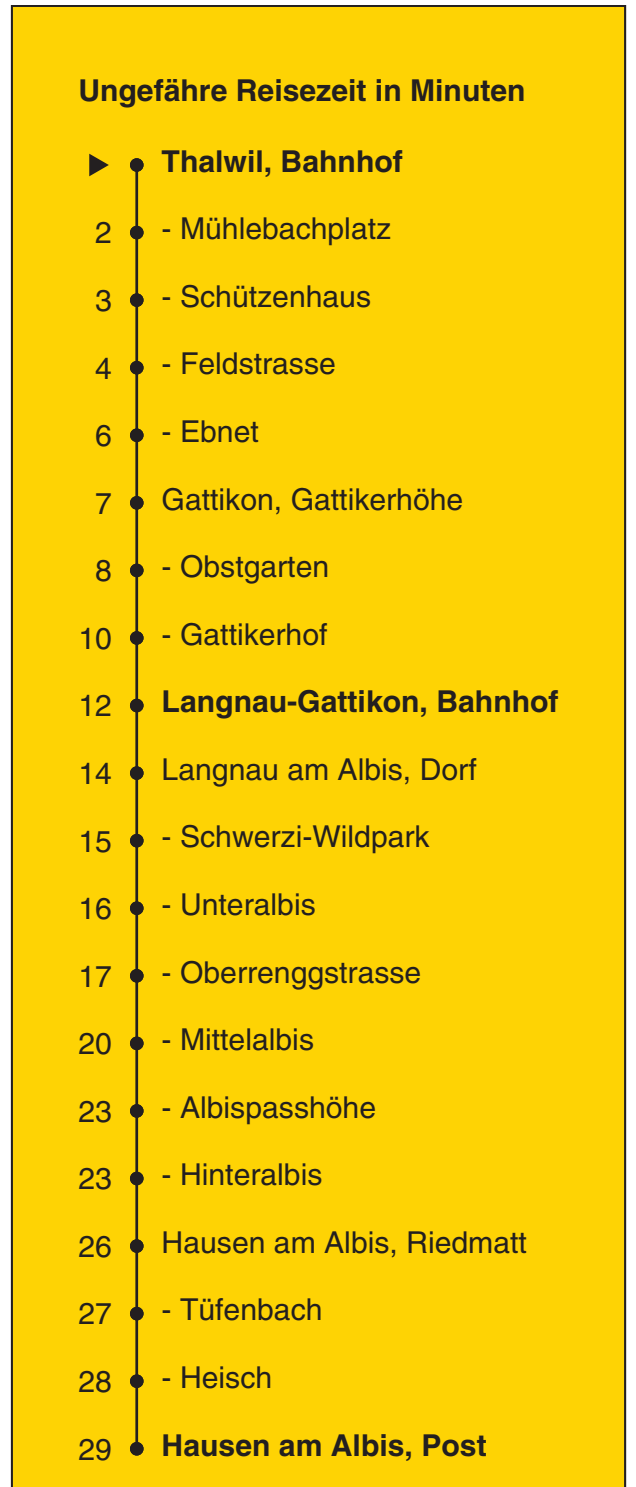 Ungefähre Reisezeit in Minuten
Thalwil, Bahnhof
2 - Mühlebachplatz
3 - Schützenhaus
4 - Feldstrasse
6 - Ebnet
7 Gattikon, Gattikerhöhe
8 - Obstgarten
10 - Gattikerhof
12 Langnau-Gattikon, Bahnhof
14 Langnau am Albis, Dorf
15 - Schwerzi-Wildpark
16 - Unteralbis
17 - Oberrenggstrasse
20 - Mittelalbis
23 - Albispasshöhe
23 - Hinteralbis
26 Hausen am Albis, Riedmatt
27 - Tüfenbach
28 - Heisch
29 Hausen am Albis, Post